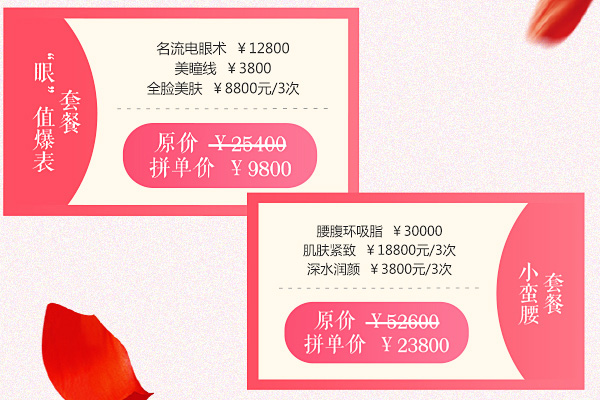 “眼“值爆表
套餐
名流电眼术 ￥12800
美瞳线 ￥3800
全脸美肤 ￥8800元/3次
原价 ￥25400
拼单价 ￥9800
腰腹环吸脂 ￥30000
肌肤紧致 ￥18800元/3次
深水润颜 ￥3800元/3次
原价 ￥52600
拼单价 ￥23800
小蛮腰
套餐